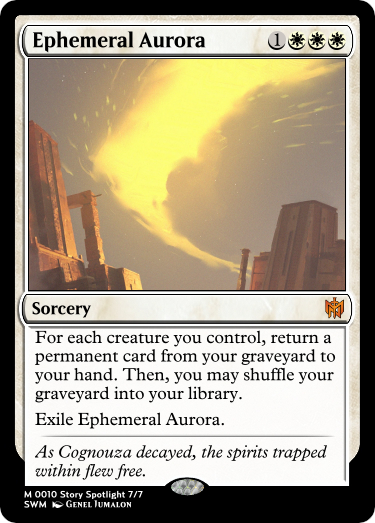 Ephemeral Aurora 1
Sorcery
For each creature you control, return a
permanent card from your graveyard to
your hand. Then, you may shuffle your
graveyard into your library.
Exile Ephemeral Aurora.
As Cognouza decayed, the spirits trapped
within flew free.
M 0010 Story Spotlight 7/7
SWM Genel Jumalon